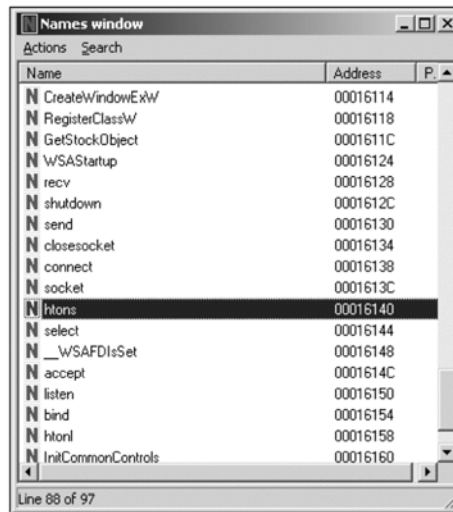 Names window
Actions Search
Name Address P.
N CreateWindowExW 00016114
N RegisterClassW 00016118
N GetStockObject 0001611C
N WSAStartup 00016124
N recv 00016128
N shutdown 0001612C
N send 00016130
N closesocket 00016134
N connect 00016138
N socket 0001613C
N htons 00016140
N select 00016144
N __WSAFDIsSet 00016148
N accept 0001614C
N listen 00016150
N bind 00016154
N htonl 00016158
N InitCommonControls 00016160
Line 88 of 97